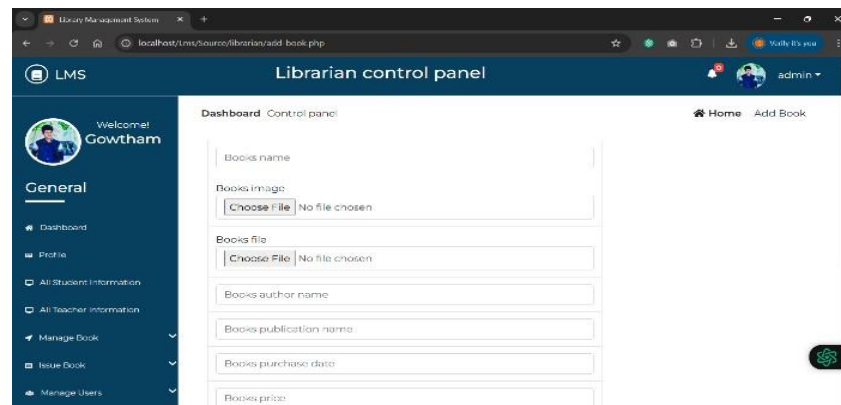 Library Management System
localhost/Lms/Source/librarian/add-book.php
Verify it's you
LMS
Librarian control panel
admin
Welcome!
Gowtham
General
Dashboard
Profile
All Student Information
All Teacher Information
Manage Book
Issue Book
Manage Users
Dashboard Control panel
Home Add Book
Books name
Books image
Choose File No file chosen
Books file
Choose File No file chosen
Books author name
Books publication name
Books purchase date
Books price